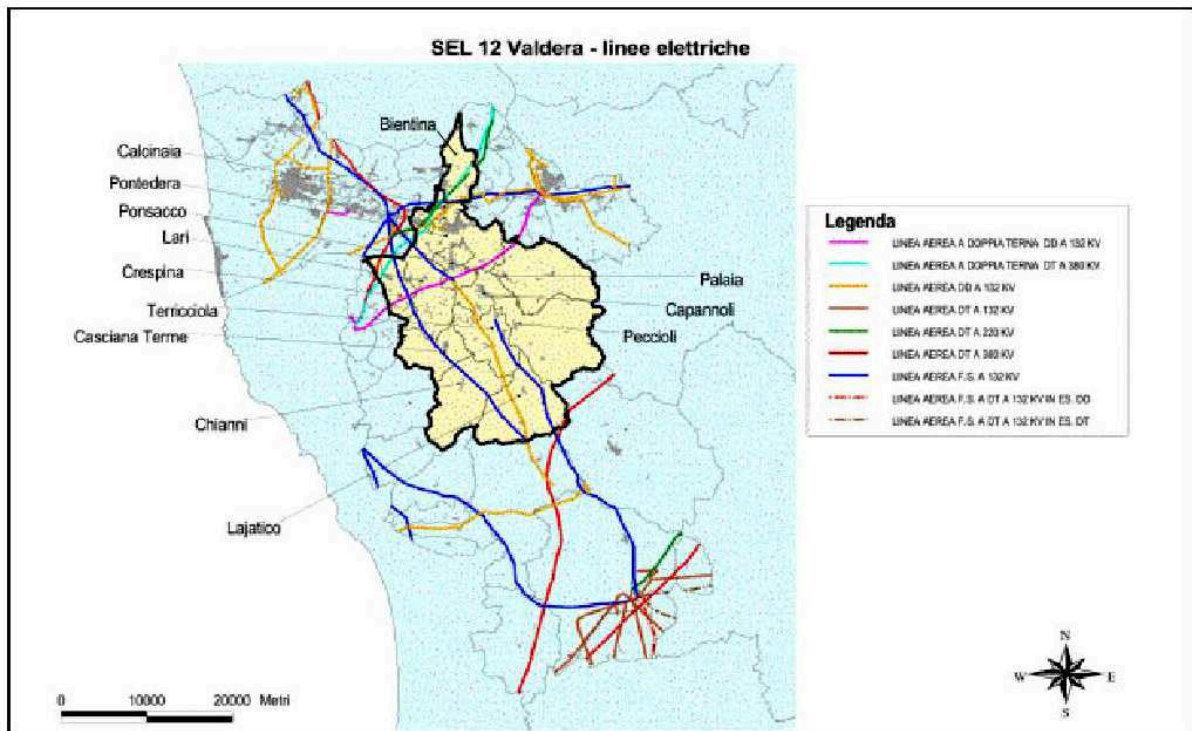 SEL 12 Valdera - linee elettriche
Bientina
Calcinaia
Pontedera
Ponsacco
Lari
Crespina
Terricciola
Casciana Terme
Chianni
Lajatico
Palaia
Capannoli
Peccioli
Legenda
LINEA AEREA A DOPPIA TERNA DD A 132 KV
LINEA AEREA A DOPPIA TERNA DT A 380 KV
LINEA AEREA DD A 132 KV
LINEA AEREA DT A 132 KV
LINEA AEREA DT A 220 KV
LINEA AEREA DT A 380 KV
LINEA AEREA F.S. A 132 KV
LINEA AEREA F.S. A DT A 132 KV IN ES. DD
LINEA AEREA F.S. A DT A 132 KV IN ES. DT
0 10000 20000 Metri
N
W E
S